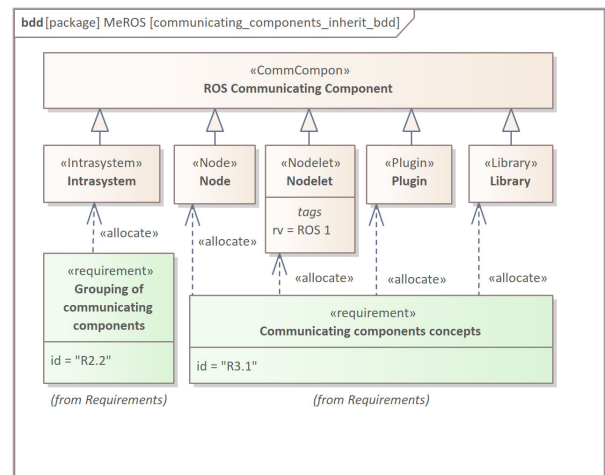 bdd [package] MeROS [communicating_components_inherit_bdd]
«CommCompon»
ROS Communicating Component
«Intrasystem»
Intrasystem
«Node»
Node
«Nodelet»
Nodelet
tags
rv = ROS 1
«Plugin»
Plugin
«Library»
Library
«allocate»
«allocate»
«allocate»
«allocate»
«allocate»
«requirement»
Grouping of
communicating
components
id = "R2.2"
(from Requirements)
«requirement»
Communicating components concepts
id = "R3.1"
(from Requirements)